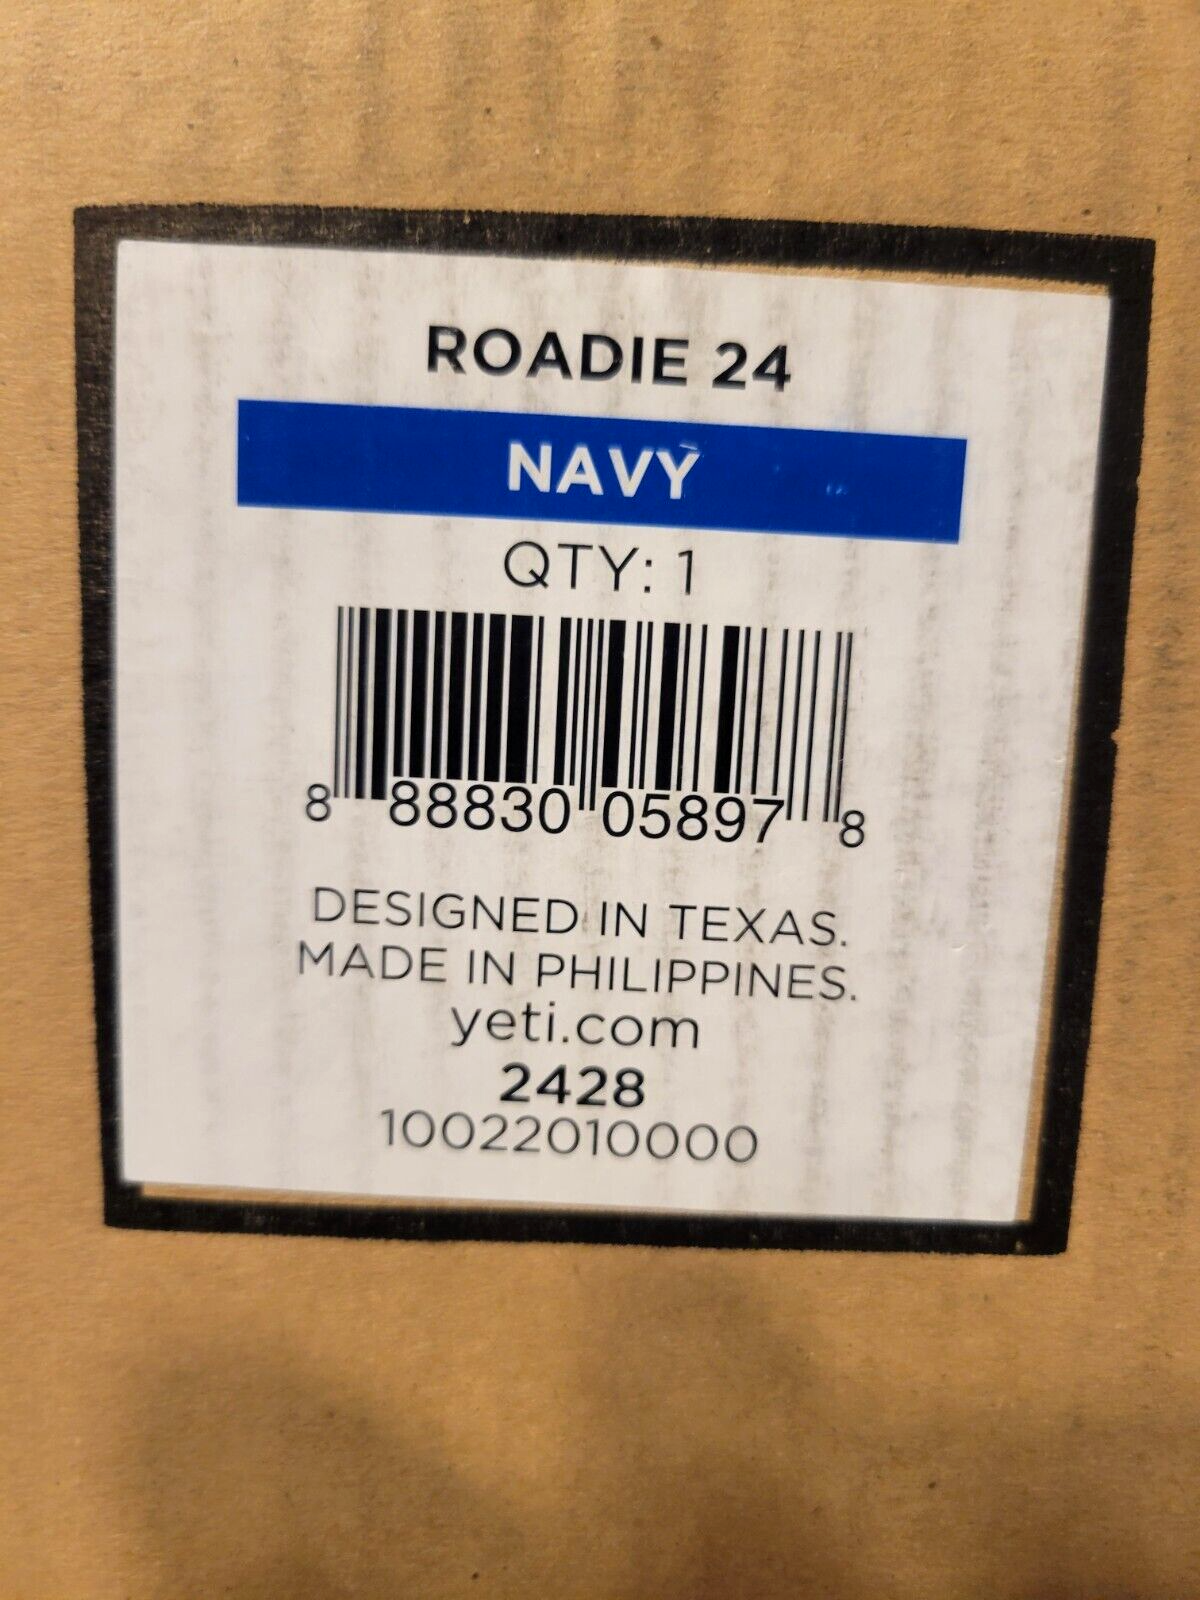 ROADIE 24
NAVY
QTY: 1
8 88830 05897 8
DESIGNED IN TEXAS.
MADE IN PHILIPPINES.
yeti.com
2428
10022010000